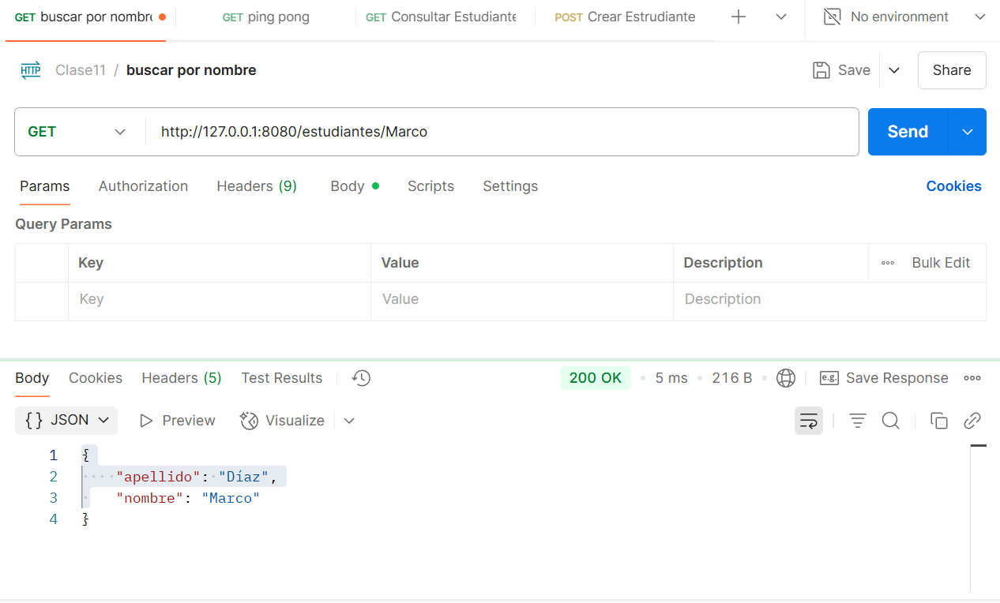 GET buscar por nombre GET ping pong GET Consultar Estudiante POST Crear Estrudiante No environment
HTTP Clase11 / buscar por nombre Save Share
GET http://127.0.0.1:8080/estudiantes/Marco Send
Params Authorization Headers (9) Body Scripts Settings Cookies
Query Params
Key Value Description Bulk Edit
Key Value Description
Body Cookies Headers (5) Test Results 200 OK • 5 ms • 216 B • e.g. Save Response
{} JSON Preview Visualize
1 {
2 "apellido": "Díaz",
3 "nombre": "Marco"
4 }